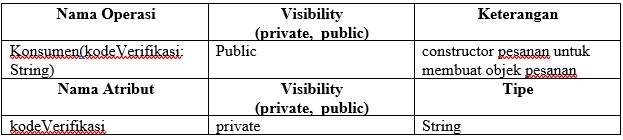 Nama Operasi Visibility Keterangan
(private, public)
Konsumen(kodeVerifikasi: Public constructor pesanan untuk
String) membuat objek pesanan
Nama Atribut Visibility Tipe
(private, public)
kodeVerifikasi private String